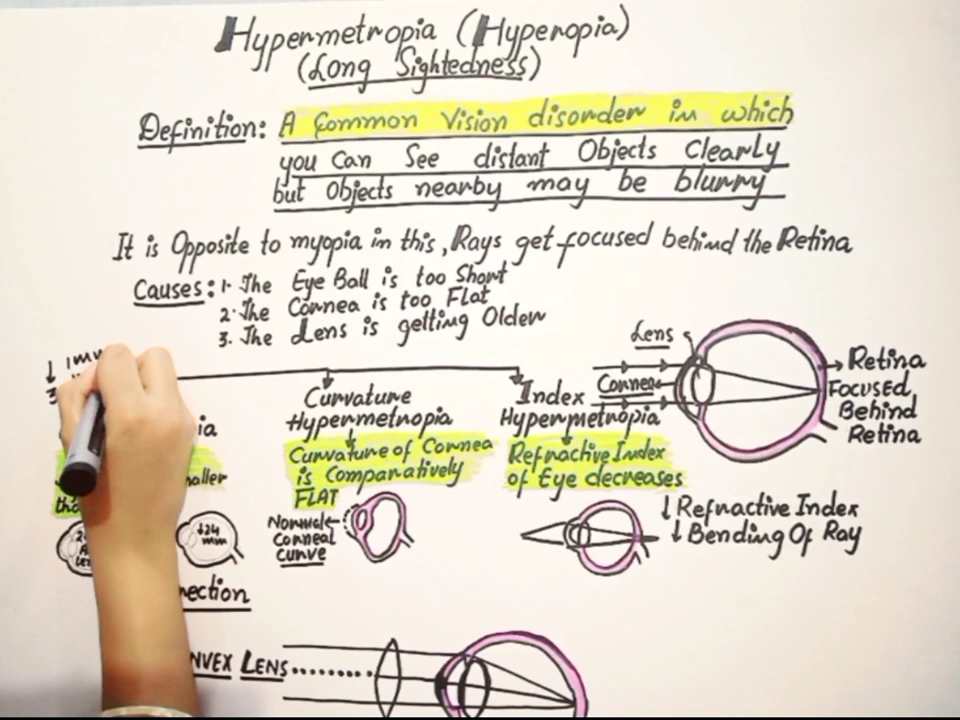 Hypermetropia (Hyperopia)
(Long Sightedness)
Definition: A Common Vision disorder in which
you Can See distant Objects Clearly
but Objects nearby may be blurry
It is Opposite to myopia in this, Rays get focused behind the Retina
Causes: 1. The Eye Ball is too Short
2. The Cornea is too Flat
3. The Lens is getting Older
Lens
Cornea
Retina
Focused
Behind
Retina
↓ 1mm
Curvature
Hypermetropia
Curvature of Cornea
is Comparatively
FLAT
Normal
Corneal
Curve
Index
Hypermetropia
Refractive Index
of Eye decreases
↓ Refractive Index
↓ Bending Of Ray
↓24
mm
Lens